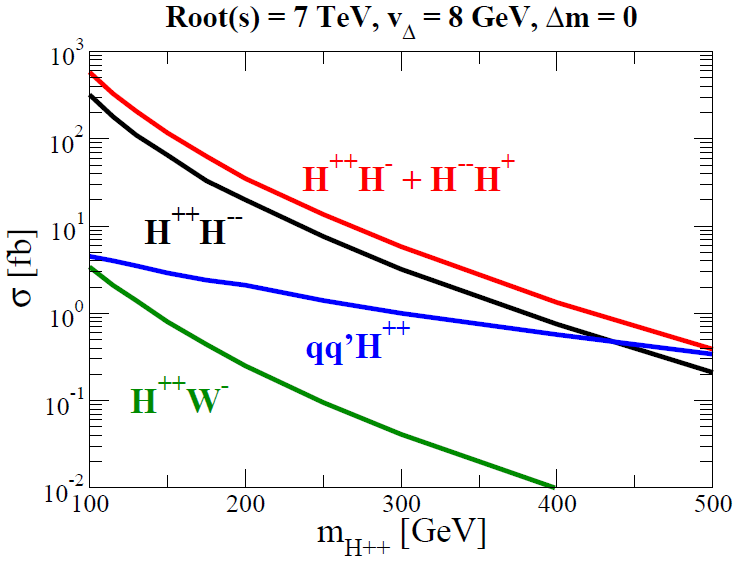 Root(s) = 7 TeV, v_Δ = 8 GeV, Δm = 0
10^3
10^2
10^1
10^0
10^-1
10^-2
σ [fb]
H^++H^- + H^--H^+
H^++H^--
qq’H^++
H^++W^-
100 200 300 400 500
m_H++ [GeV]